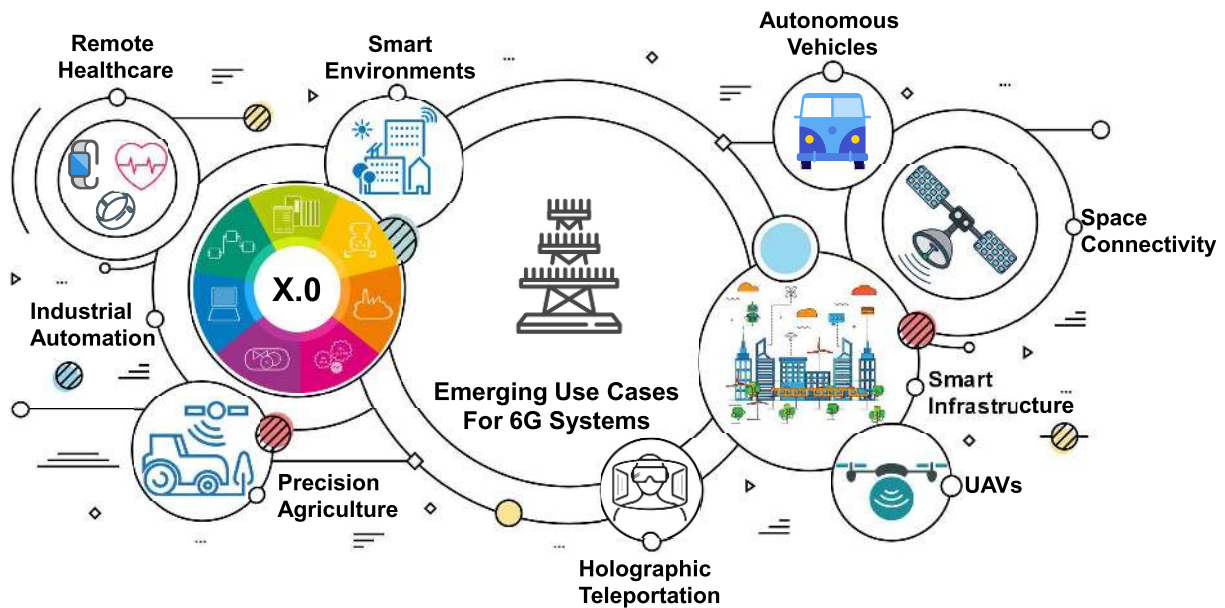 Remote
Healthcare
Smart
Environments
Autonomous
Vehicles
Space
Connectivity
Industrial
Automation
X.0
Emerging Use Cases
For 6G Systems
Smart
Infrastructure
Precision
Agriculture
UAVs
Holographic
Teleportation